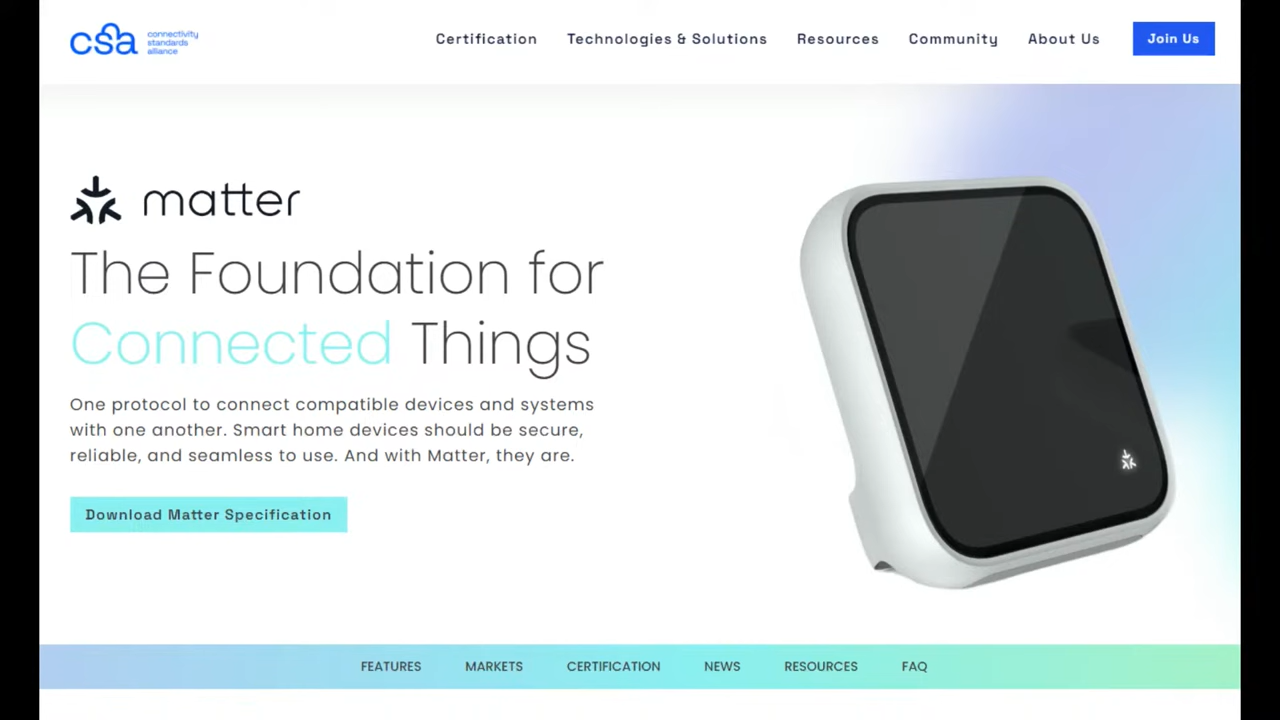 csa connectivity
standards
alliance
Certification Technologies & Solutions Resources Community About Us Join Us
matter
The Foundation for
Connected Things
One protocol to connect compatible devices and systems
with one another. Smart home devices should be secure,
reliable, and seamless to use. And with Matter, they are.
Download Matter Specification
FEATURES MARKETS CERTIFICATION NEWS RESOURCES FAQ